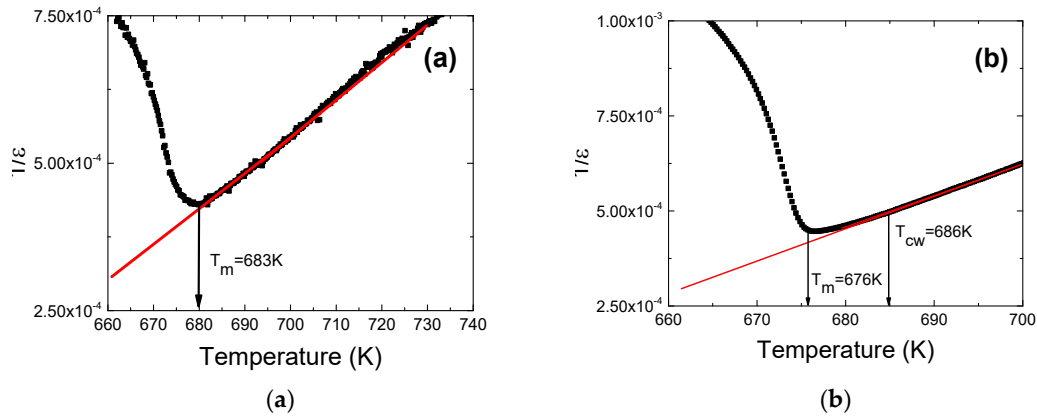 7.50x10⁻⁴
5.00x10⁻⁴
2.50x10⁻⁴
1/ε
(a)
Tₘ=683K
660 670 680 690 700 710 720 730 740
Temperature (K)
(a)
1.00x10⁻³
7.50x10⁻⁴
5.00x10⁻⁴
2.50x10⁻⁴
1/ε
(b)
T_cw=686K
Tₘ=676K
660 670 680 690 700
Temperature (K)
(b)